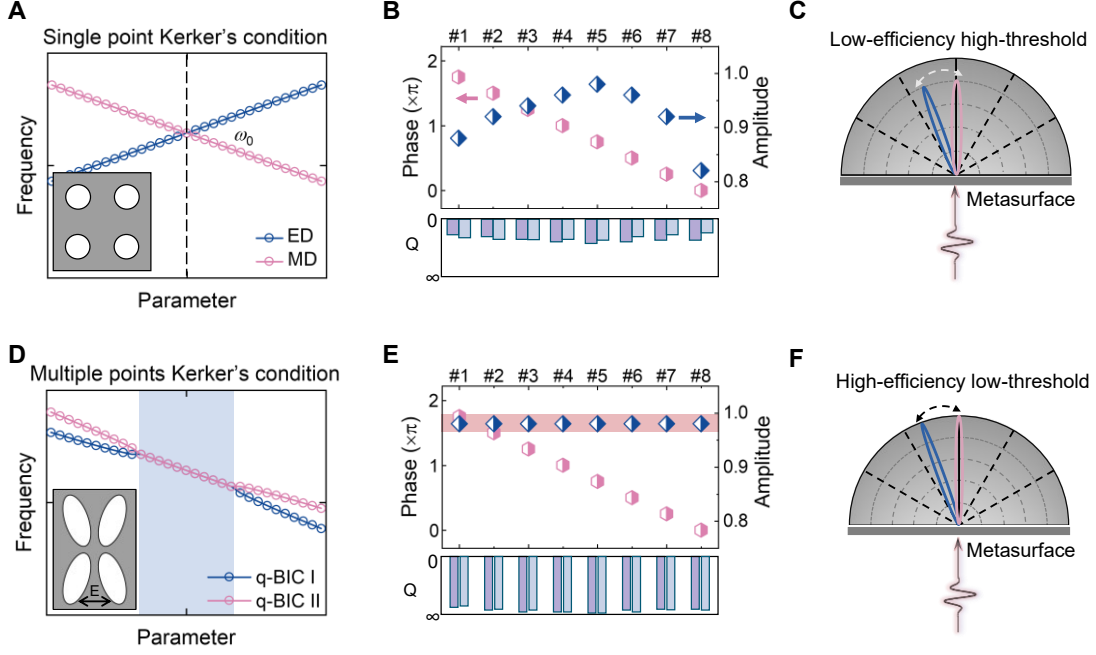 A
Single point Kerker's condition
Frequency
ω0
ED
MD
Parameter
B
#1 #2 #3 #4 #5 #6 #7 #8
Phase (×π)
2
1
0
1.0
0.9
0.8
Amplitude
0
Q
∞
C
Low-efficiency high-threshold
Metasurface
D
Multiple points Kerker's condition
Frequency
E
q-BIC I
q-BIC II
Parameter
E
#1 #2 #3 #4 #5 #6 #7 #8
Phase (×π)
2
1
0
1.0
0.9
0.8
Amplitude
0
Q
∞
F
High-efficiency low-threshold
Metasurface